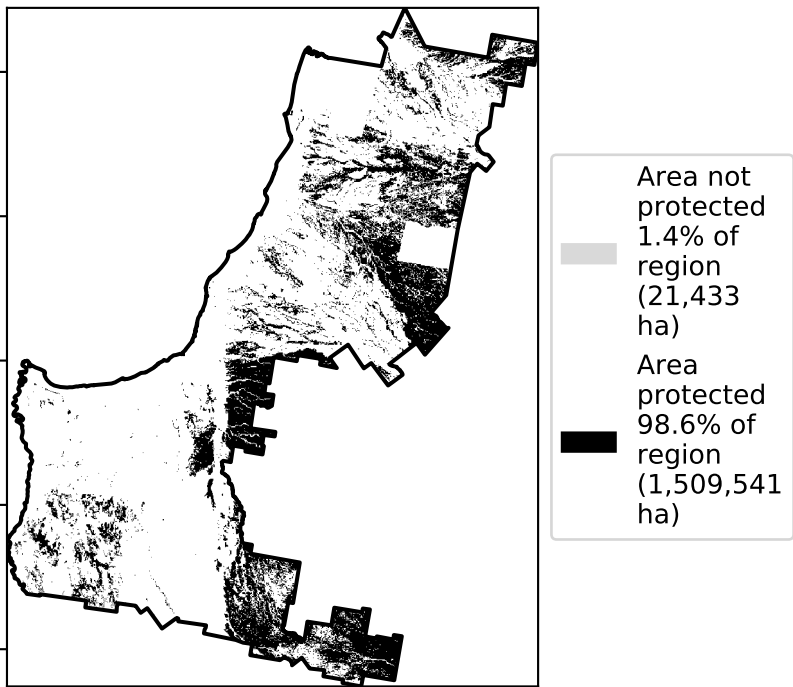 Area not
protected
1.4% of
region
(21,433
ha)
Area
protected
98.6% of
region
(1,509,541
ha)